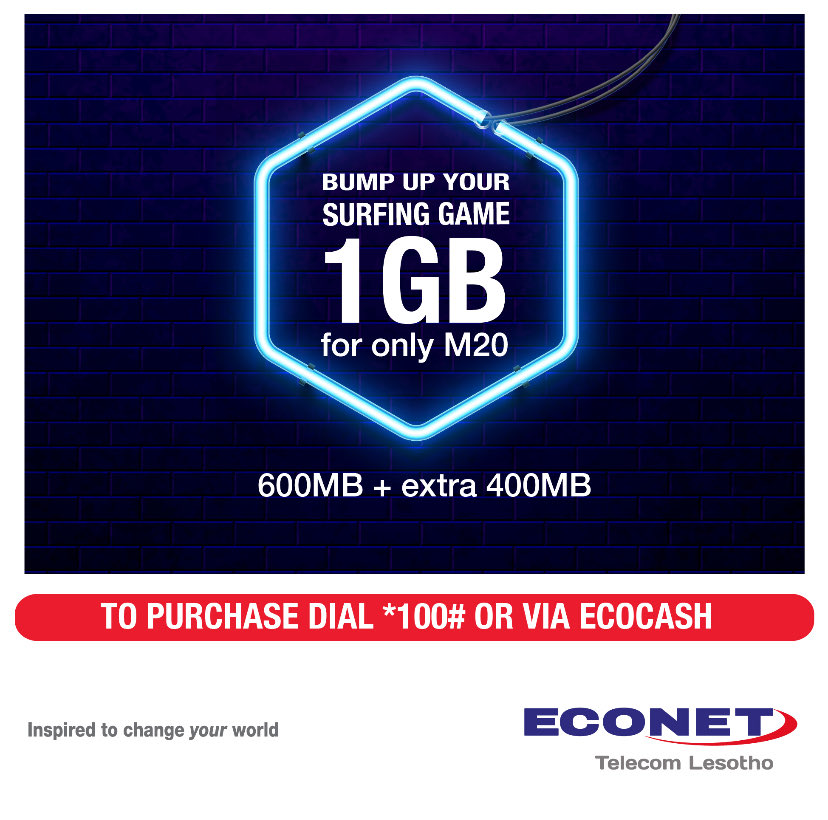 BUMP UP YOUR
SURFING GAME
1GB
for only M20
600MB + extra 400MB
TO PURCHASE DIAL *100# OR VIA ECOCASH
Inspired to change your world
ECONET
Telecom Lesotho